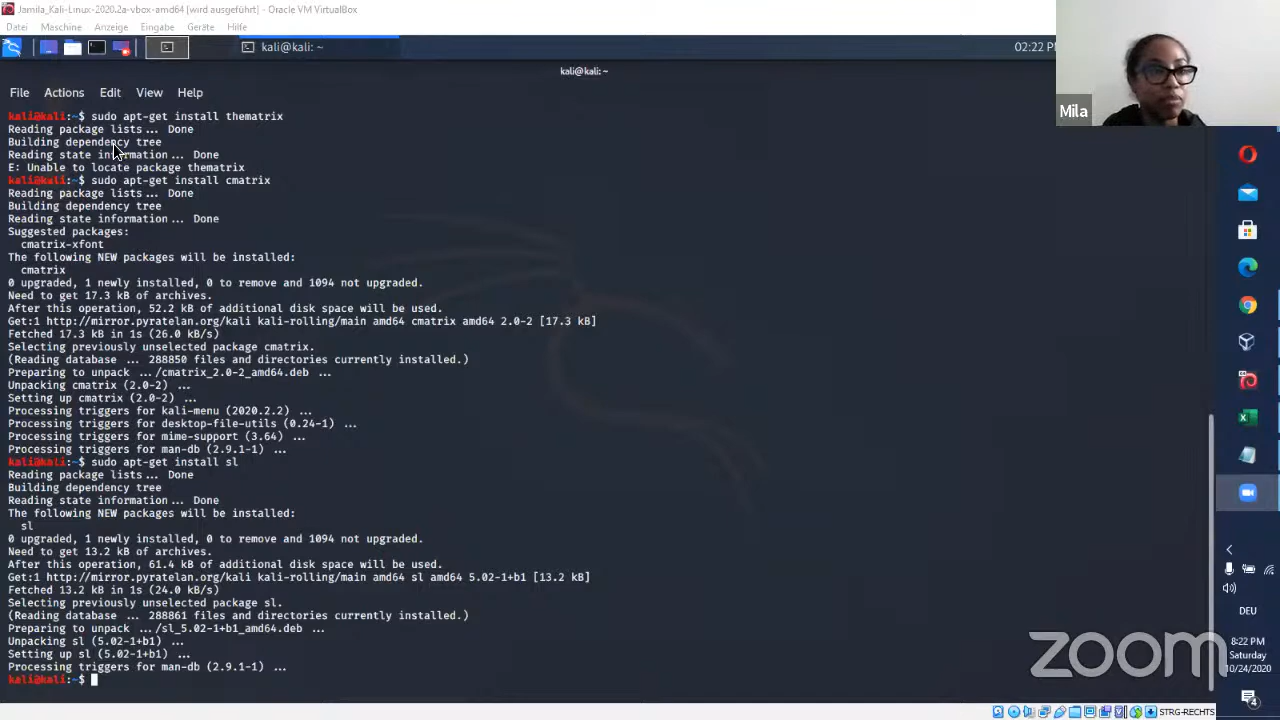 Jamila_Kali-Linux-2020.2a-vbox-amd64 [wird ausgeführt] - Oracle VM VirtualBox
Datei Maschine Anzeige Eingabe Geräte Hilfe
kali@kali: ~
02:22 P
kali@kali: ~
File Actions Edit View Help
Mila
kali@kali:~$ sudo apt-get install thematrix
Reading package lists... Done
Building dependency tree
Reading state information... Done
E: Unable to locate package thematrix
kali@kali:~$ sudo apt-get install cmatrix
Reading package lists... Done
Building dependency tree
Reading state information... Done
Suggested packages:
cmatrix-xfont
The following NEW packages will be installed:
cmatrix
0 upgraded, 1 newly installed, 0 to remove and 1094 not upgraded.
Need to get 17.3 kB of archives.
After this operation, 52.2 kB of additional disk space will be used.
Get:1 http://mirror.pyratelan.org/kali kali-rolling/main amd64 cmatrix amd64 2.0-2 [17.3 kB]
Fetched 17.3 kB in 1s (26.0 kB/s)
Selecting previously unselected package cmatrix.
(Reading database ... 288850 files and directories currently installed.)
Preparing to unpack .../cmatrix_2.0-2_amd64.deb ...
Unpacking cmatrix (2.0-2) ...
Setting up cmatrix (2.0-2) ...
Processing triggers for kali-menu (2020.2.2) ...
Processing triggers for desktop-file-utils (0.24-1) ...
Processing triggers for mime-support (3.64) ...
Processing triggers for man-db (2.9.1-1) ...
kali@kali:~$ sudo apt-get install sl
Reading package lists... Done
Building dependency tree
Reading state information... Done
The following NEW packages will be installed:
sl
0 upgraded, 1 newly installed, 0 to remove and 1094 not upgraded.
Need to get 13.2 kB of archives.
After this operation, 61.4 kB of additional disk space will be used.
Get:1 http://mirror.pyratelan.org/kali kali-rolling/main amd64 sl amd64 5.02-1+b1 [13.2 kB]
Fetched 13.2 kB in 1s (24.0 kB/s)
Selecting previously unselected package sl.
(Reading database ... 288861 files and directories currently installed.)
Preparing to unpack .../sl_5.02-1+b1_amd64.deb ...
Unpacking sl (5.02-1+b1) ...
Setting up sl (5.02-1+b1) ...
Processing triggers for man-db (2.9.1-1) ...
kali@kali:~$
DEU
8:22 PM
Saturday
10/24/2020
zoom
4
STRG-RECHTS